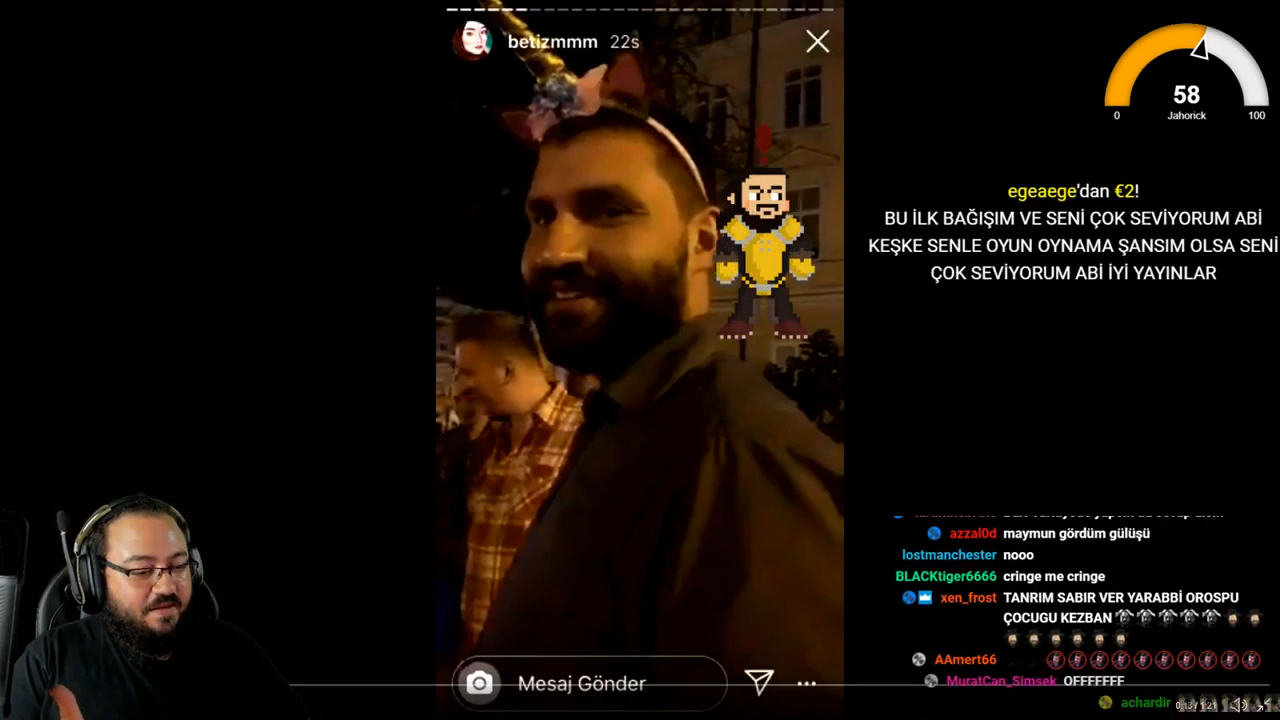 betizmmm 22s
58
0 Jahorick 100
egeaege'dan €2!
BU İLK BAĞIŞIM VE SENİ ÇOK SEVİYORUM ABİ
KEŞKE SENLE OYUN OYNAMA ŞANSIM OLSA SENİ
ÇOK SEVİYORUM ABİ İYİ YAYINLAR
azzal0d maymun gördüm gülüşü
lostmanchester nooo
BLACKtiger6666 cringe me cringe
xen_frost TANRIM SABIR VER YARABBİ OROSPU
ÇOCUGU KEZBAN
AAmert66
MuratCan_Simsek OFFFFFFF
achardir
Mesaj Gönder